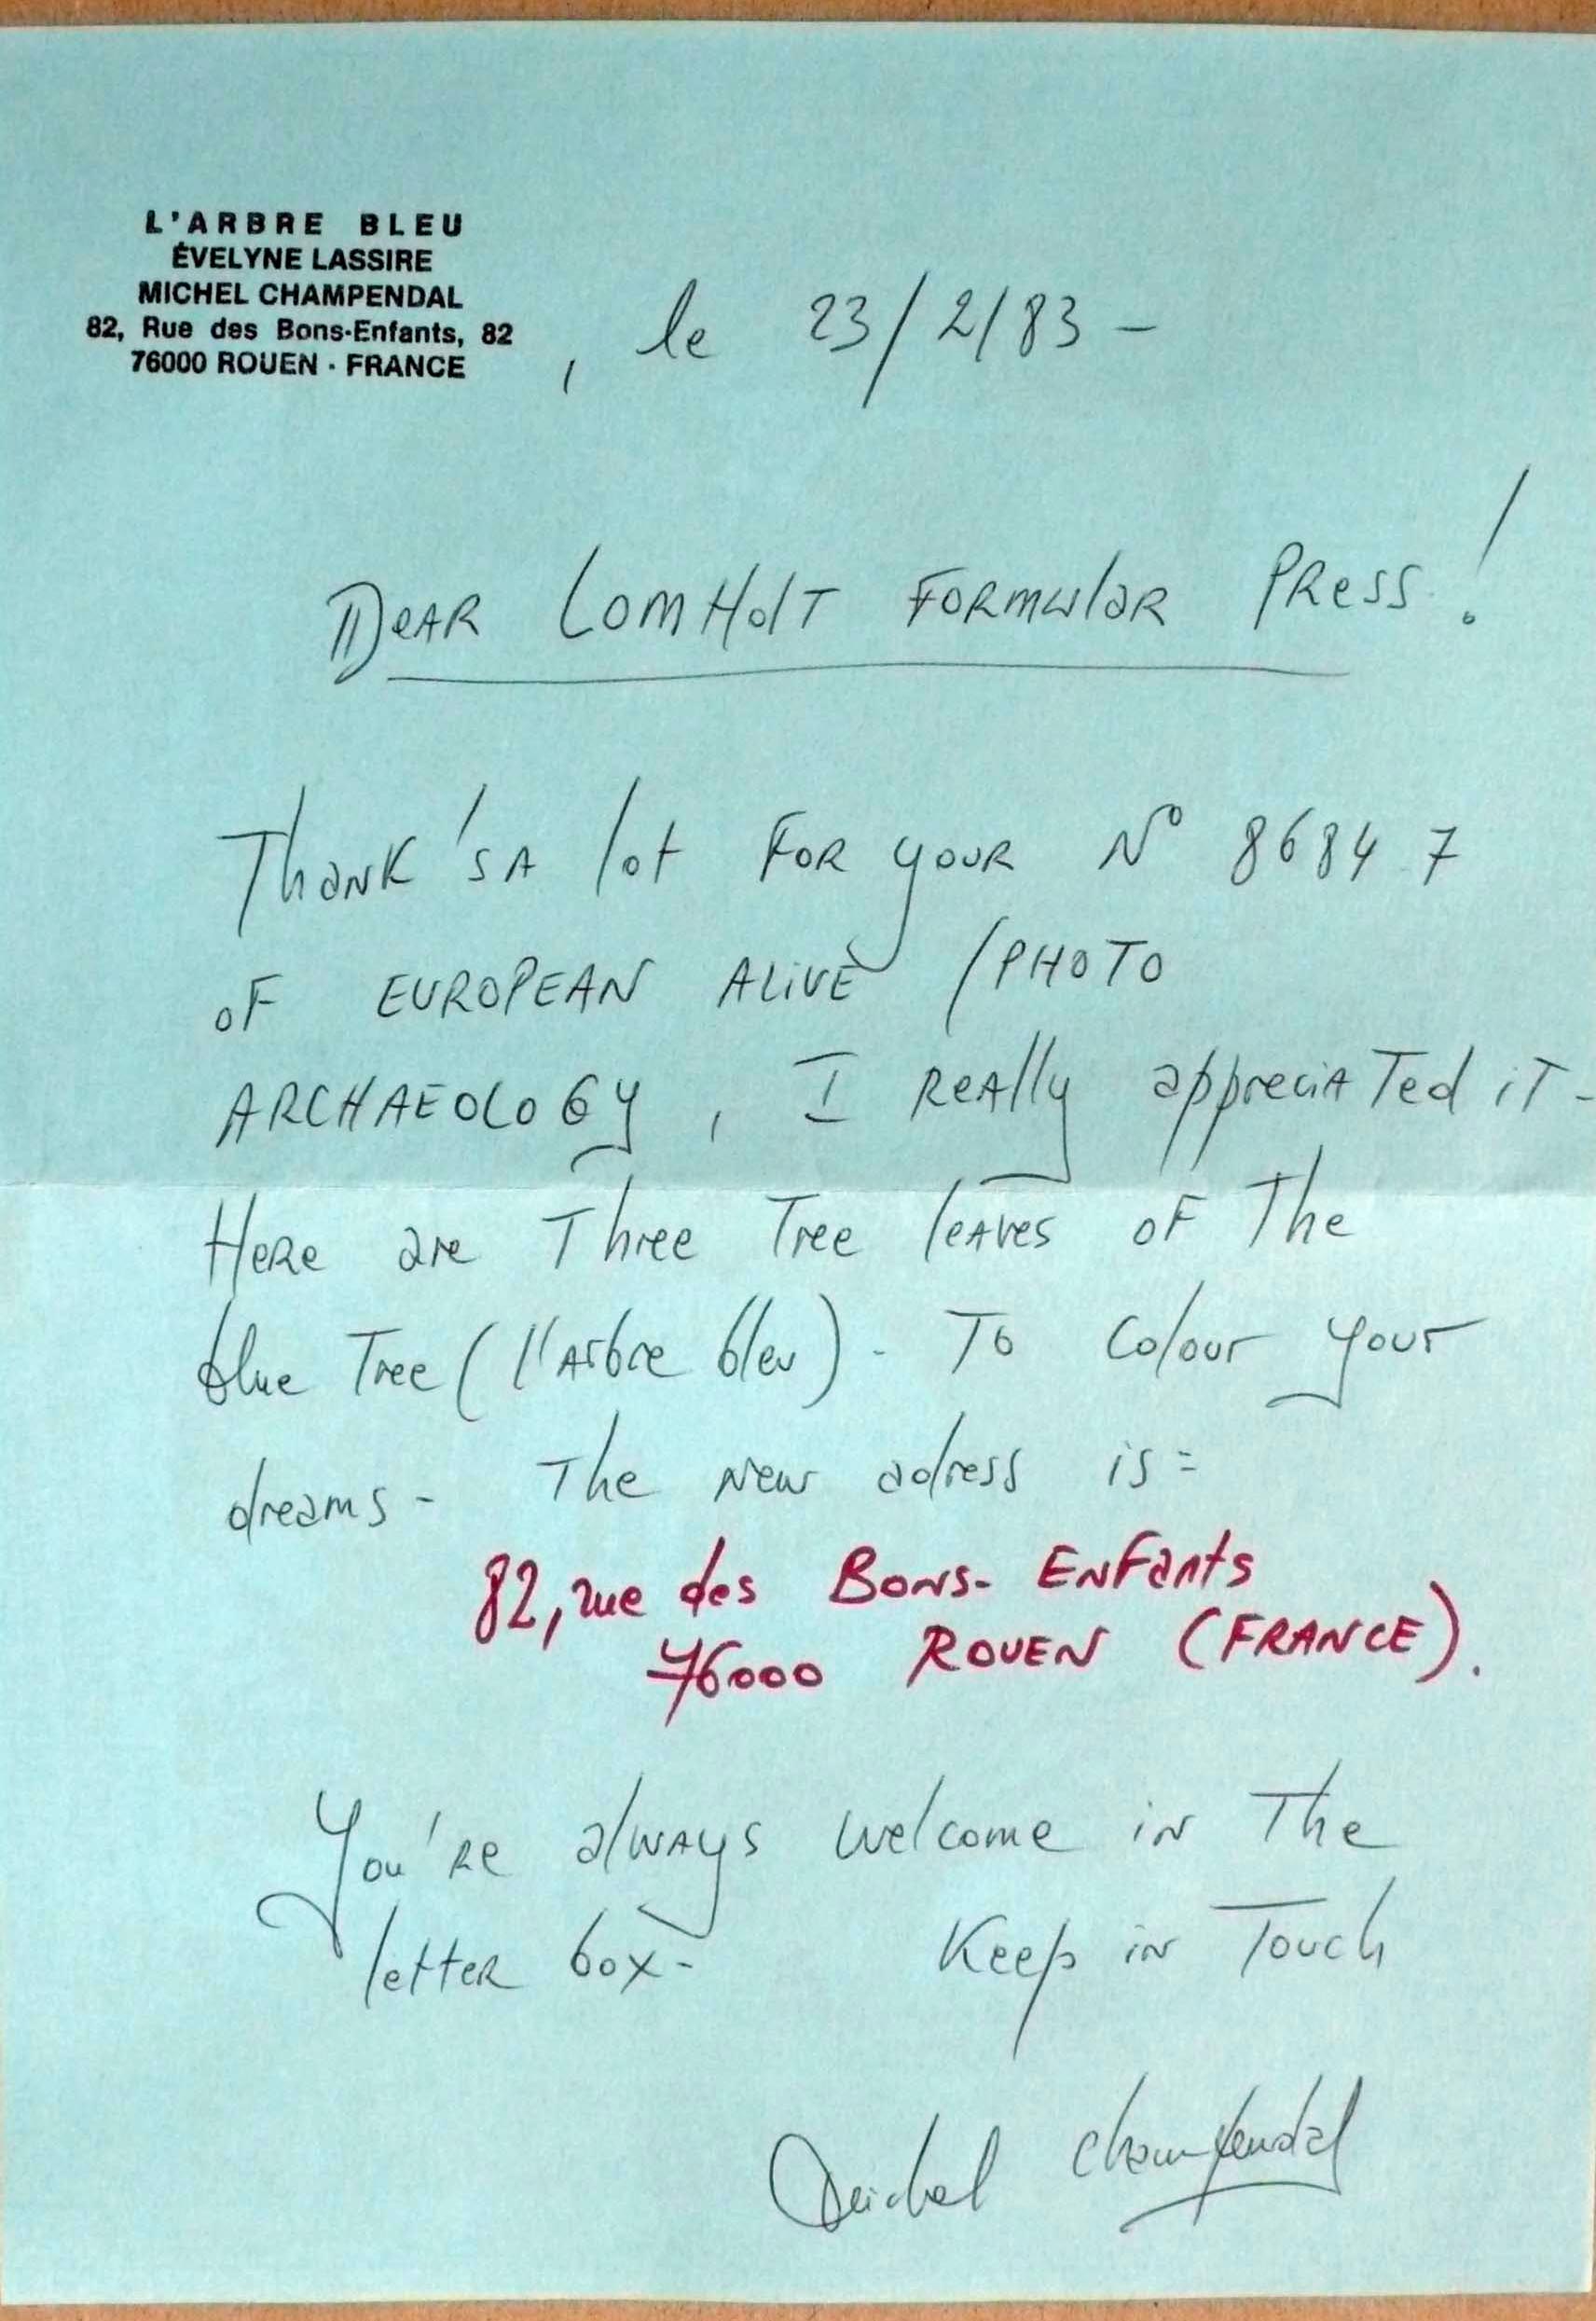 L'ARBRE BLEU
ÉVELYNE LASSIRE
MICHEL CHAMPENDAL
82, Rue des Bons-Enfants, 82
76000 ROUEN - FRANCE
, le 23/2/83 -
DEAR LOMHOLT FORMULAR PRESS!
Thank's A lot FOR your N° 86847
OF EUROPEAN ALIVE / PHOTO
ARCHAEOLOGY, I REAlly appreciATed iT -
HERE are Three Tree leaves OF The
blue Tree (l'Arbre bleu) - To colour your
dreams - The New adress is =
82, rue des Bons-ENFants
76000 ROUEN (FRANCE).
You're always welcome in The
letter box - Keep in Touch
Michel Champendal